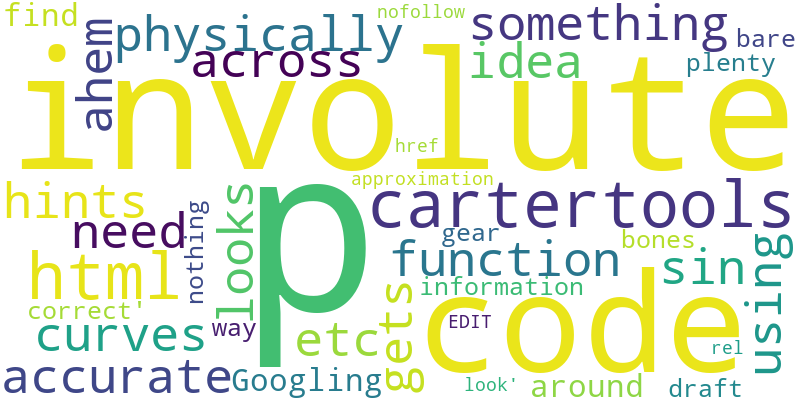 find
nofollow
something
bare
physically
ahem
across
idea
plenty
involute
href
approximation
hints
p
cartertools
need
looks
nothing
gear
bones
function
using
html
sin
information
correct'
code
gets
EDIT
way
curves
etc
rel
accurate
Googling
look'
around
draft